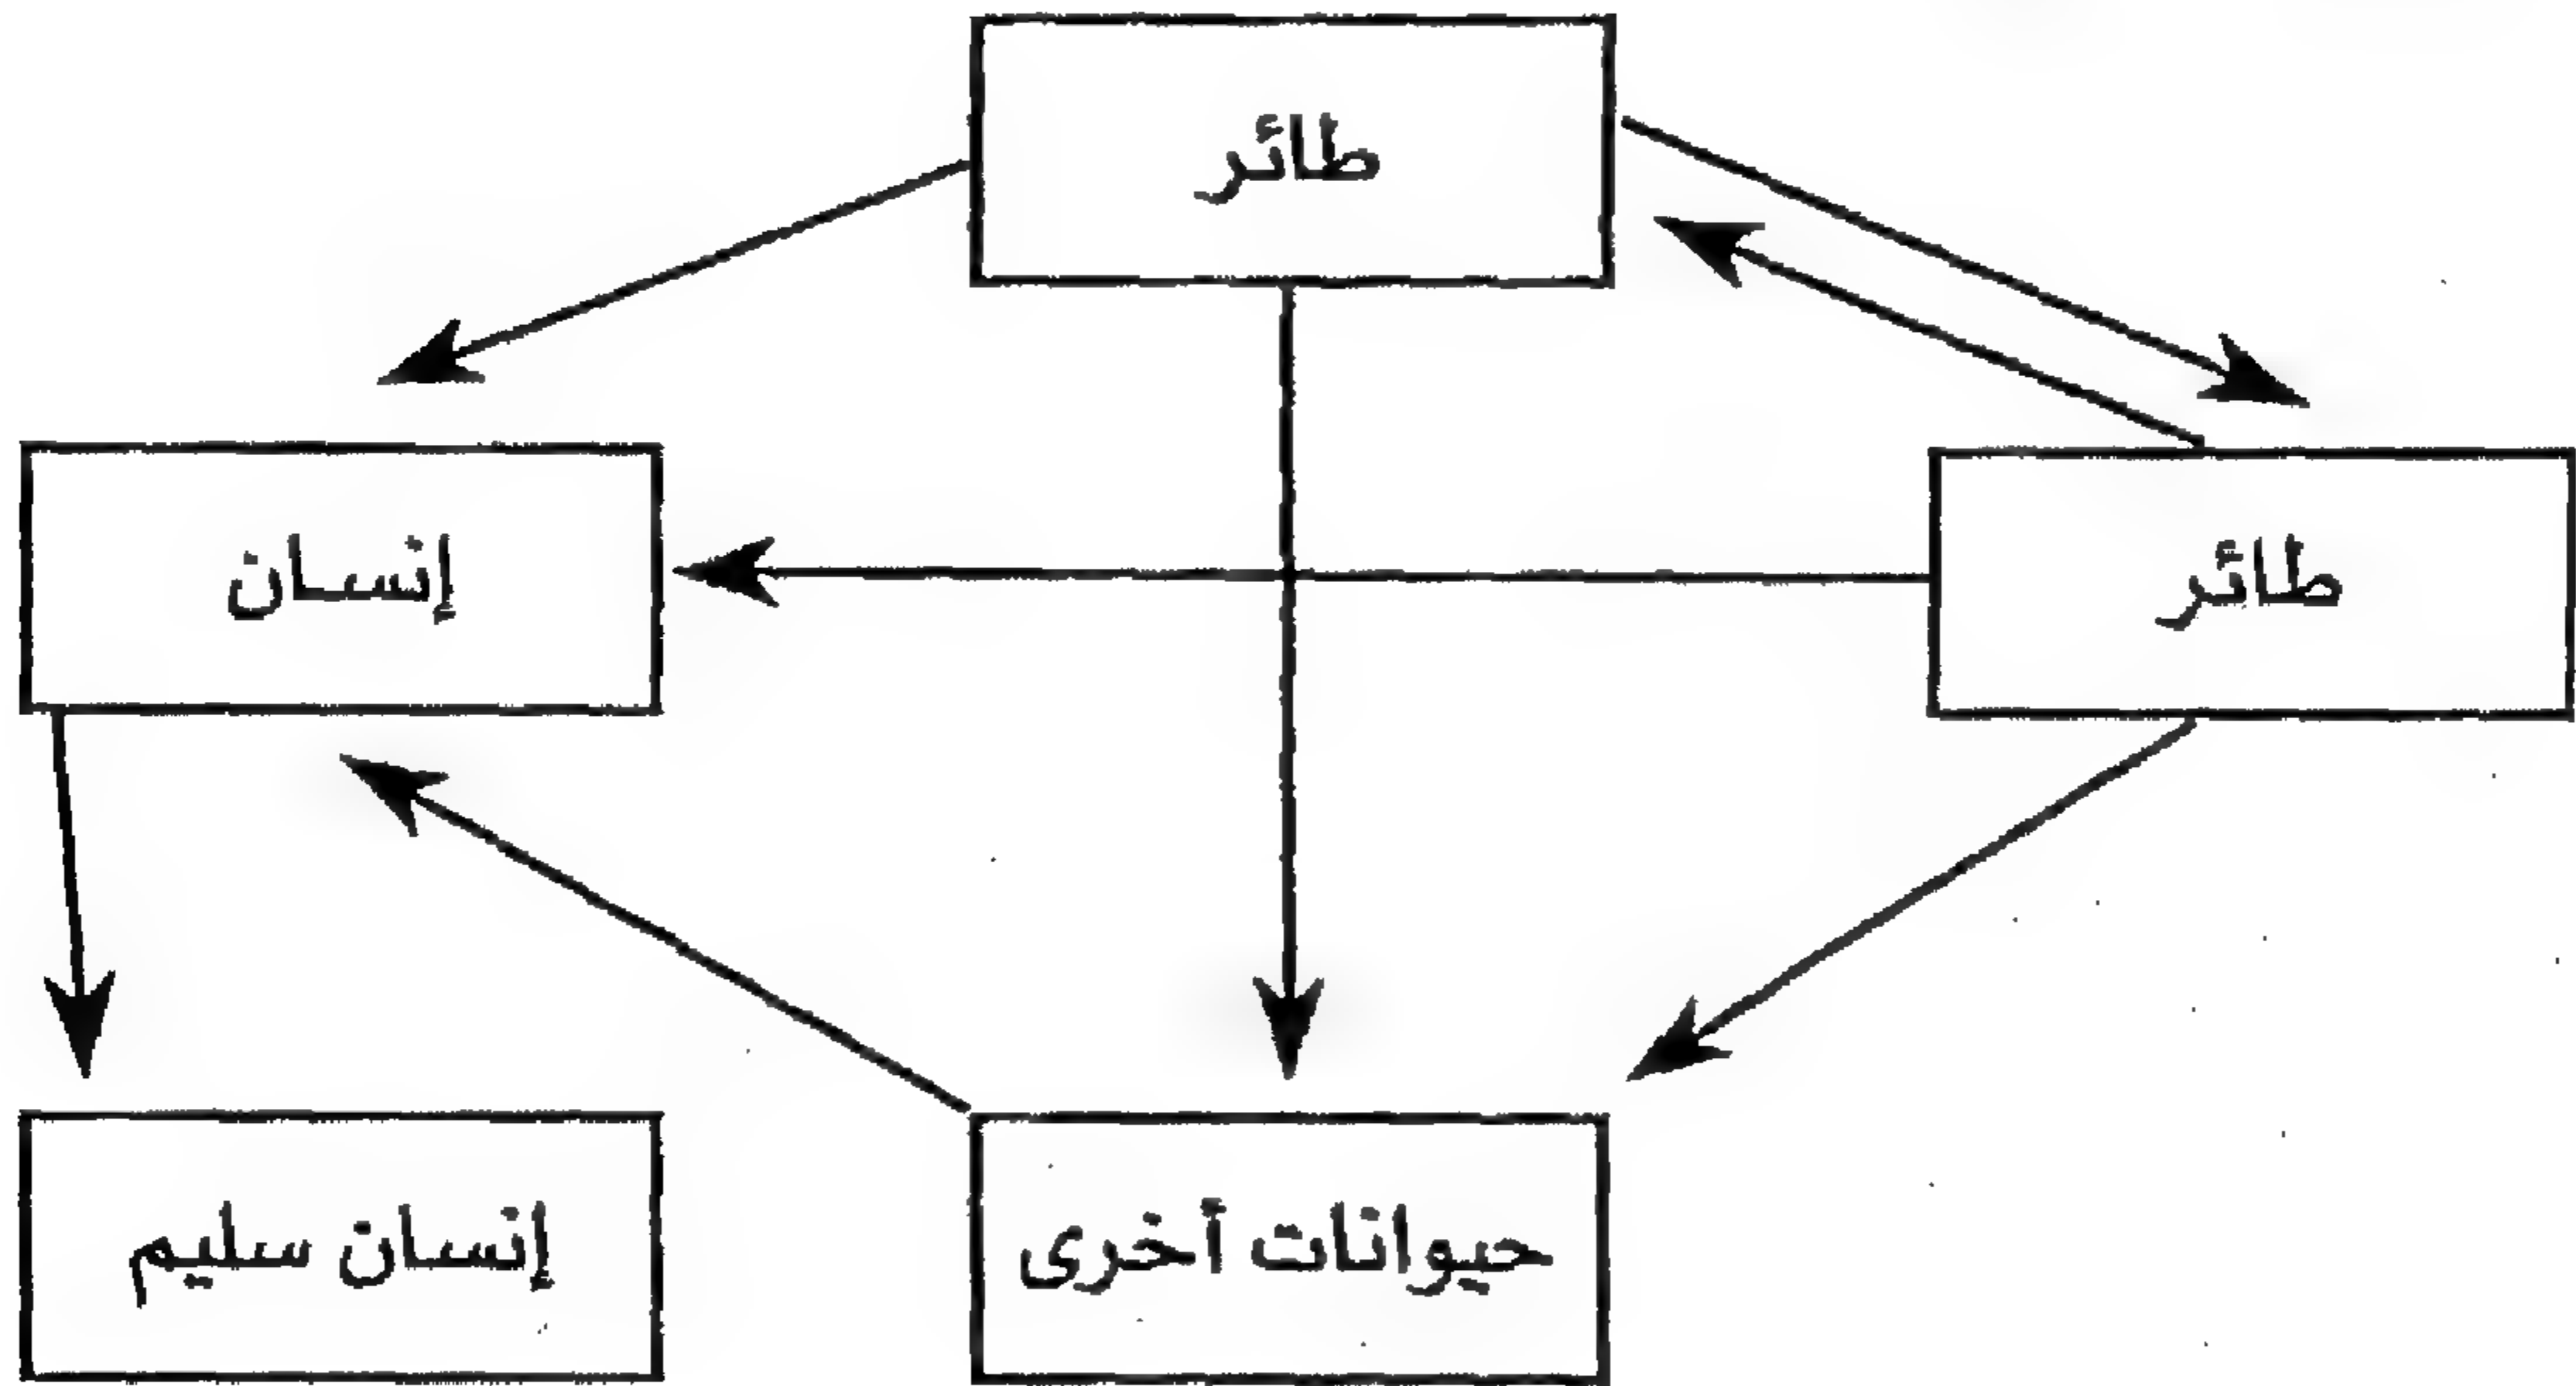 طائر
طائر
إنسان
حيوانات أخرى
إنسان سليم